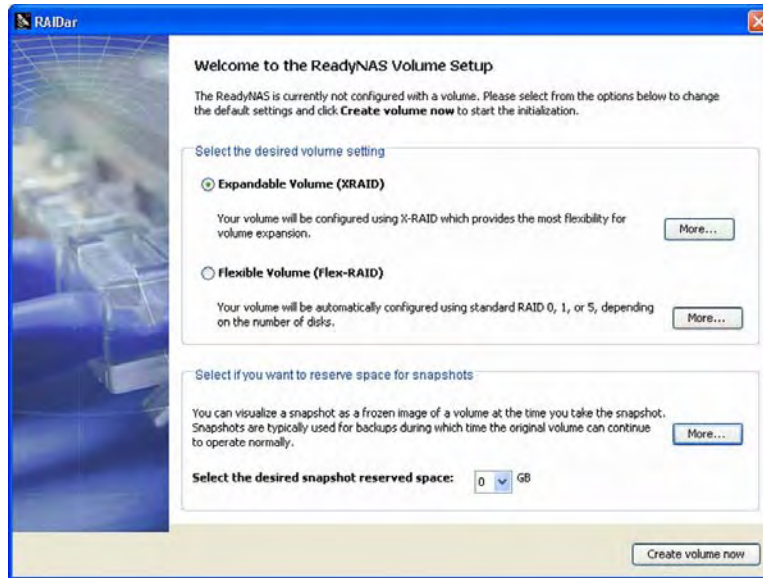 RAIDar
Welcome to the ReadyNAS Volume Setup
The ReadyNAS is currently not configured with a volume. Please select from the options below to change
the default settings and click Create volume now to start the initialization.
Select the desired volume setting
Expandable Volume (XRAID)
Your volume will be configured using X-RAID which provides the most flexibility for
volume expansion.
More...
Flexible Volume (Flex-RAID)
Your volume will be automatically configured using standard RAID 0, 1, or 5, depending
on the number of disks.
More...
Select if you want to reserve space for snapshots
You can visualize a snapshot as a frozen image of a volume at the time you take the snapshot.
Snapshots are typically used for backups during which time the original volume can continue
to operate normally.
More...
Select the desired snapshot reserved space: 0 GB
Create volume now